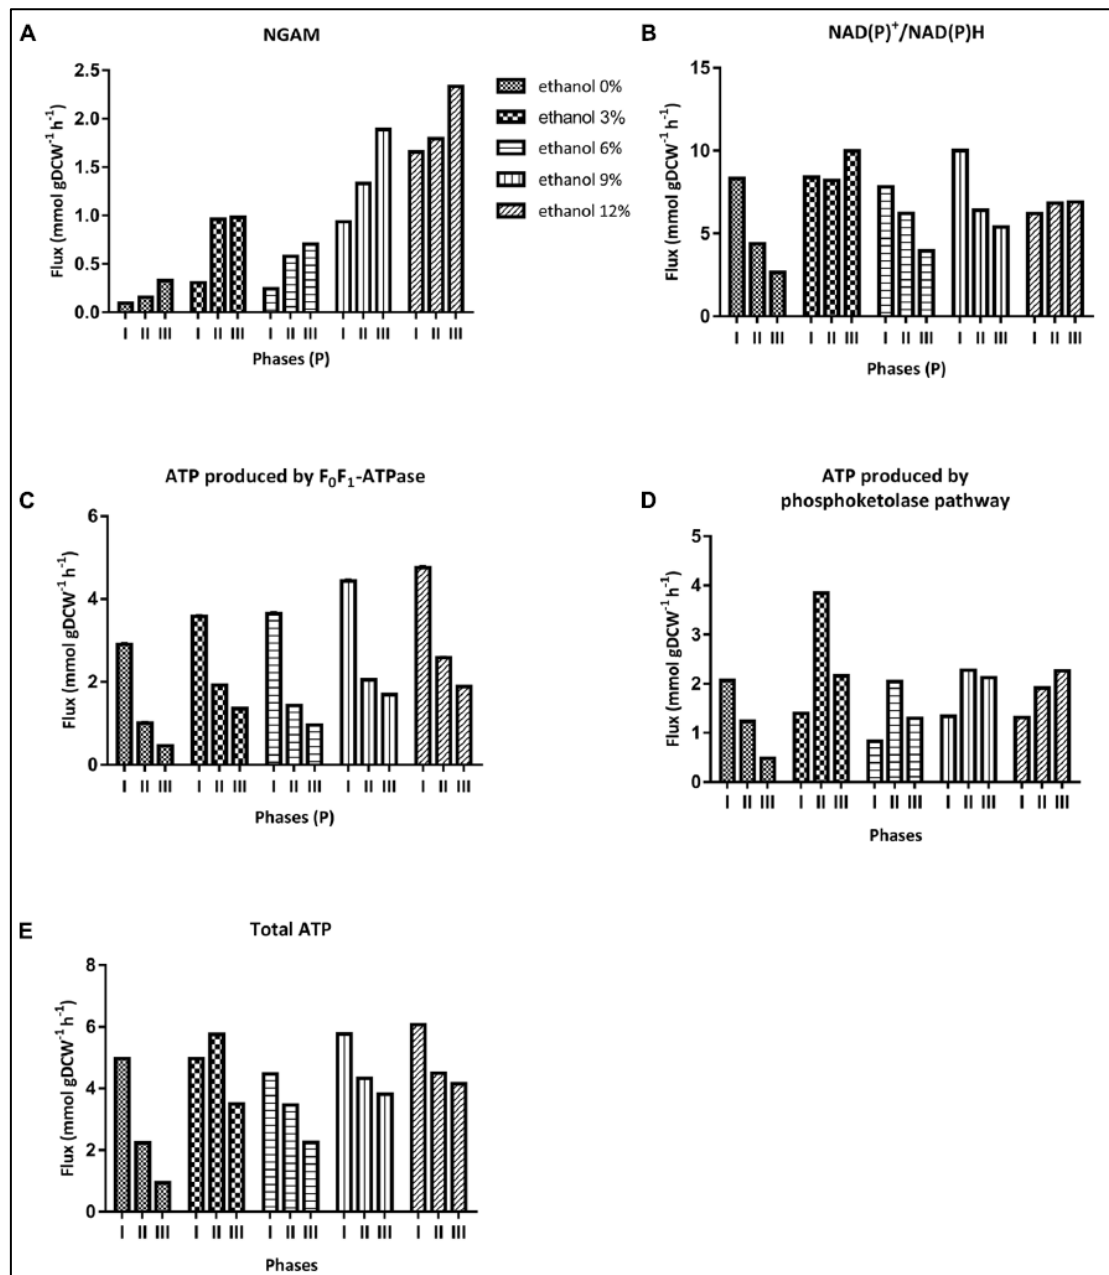 A
NGAM
Flux (mmol gDCW⁻¹ h⁻¹)
2.5
2.0
1.5
1.0
0.5
0.0
I II III I II III I II III I II III I II III
Phases (P)
ethanol 0%
ethanol 3%
ethanol 6%
ethanol 9%
ethanol 12%
B
NAD(P)⁺/NAD(P)H
Flux (mmol gDCW⁻¹ h⁻¹)
15
10
5
0
I II III I II III I II III I II III I II III
Phases (P)
C
ATP produced by F₀F₁-ATPase
Flux (mmol gDCW⁻¹ h⁻¹)
6
4
2
0
I II III I II III I II III I II III I II III
Phases (P)
D
ATP produced by
phosphoketolase pathway
Flux (mmol gDCW⁻¹ h⁻¹)
5
4
3
2
1
0
I II III I II III I II III I II III I II III
Phases
E
Total ATP
Flux (mmol gDCW⁻¹ h⁻¹)
8
6
4
2
0
I II III I II III I II III I II III I II III
Phases